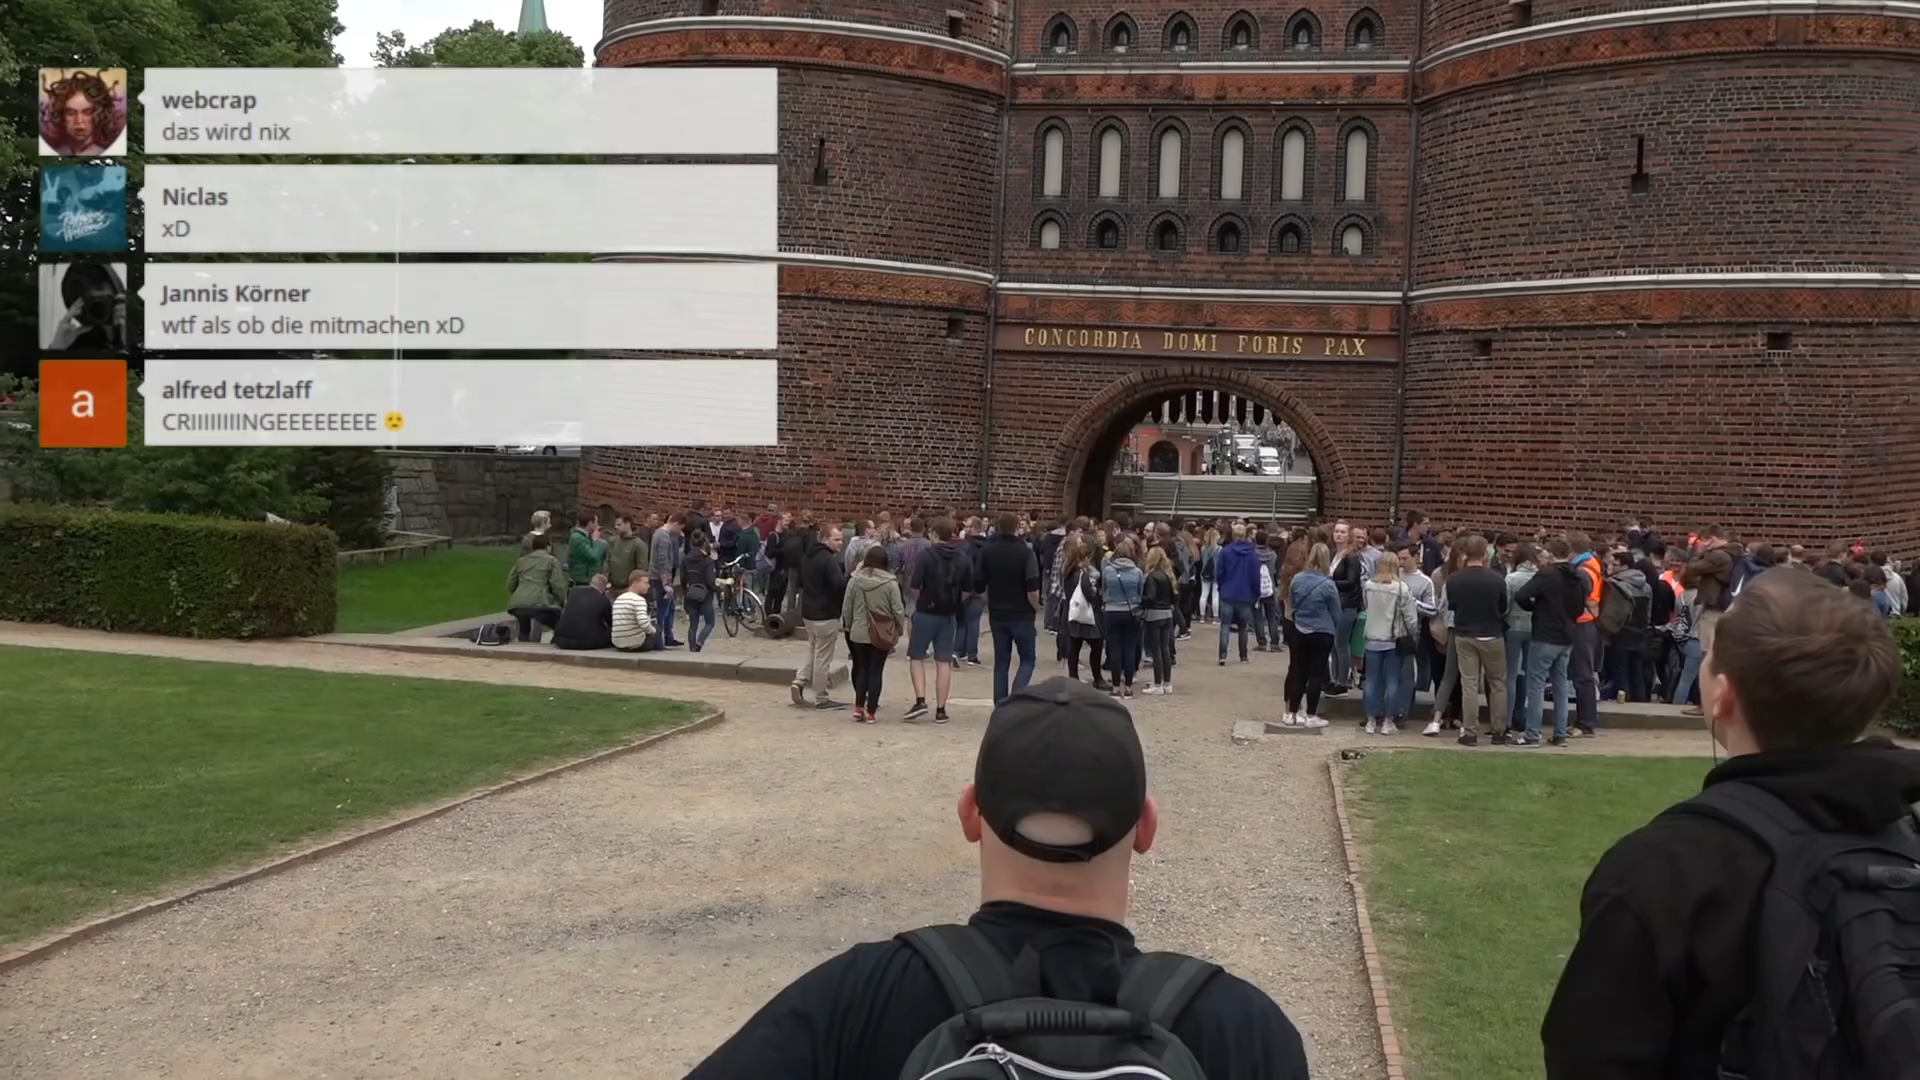 webcrap
das wird nix
Niclas
xD
Jannis Körner
wtf als ob die mitmachen xD
a
alfred tetzlaff
CRIIIIIIIINGEEEEEEEEE 😒
CONCORDIA DOMI FORIS PAX